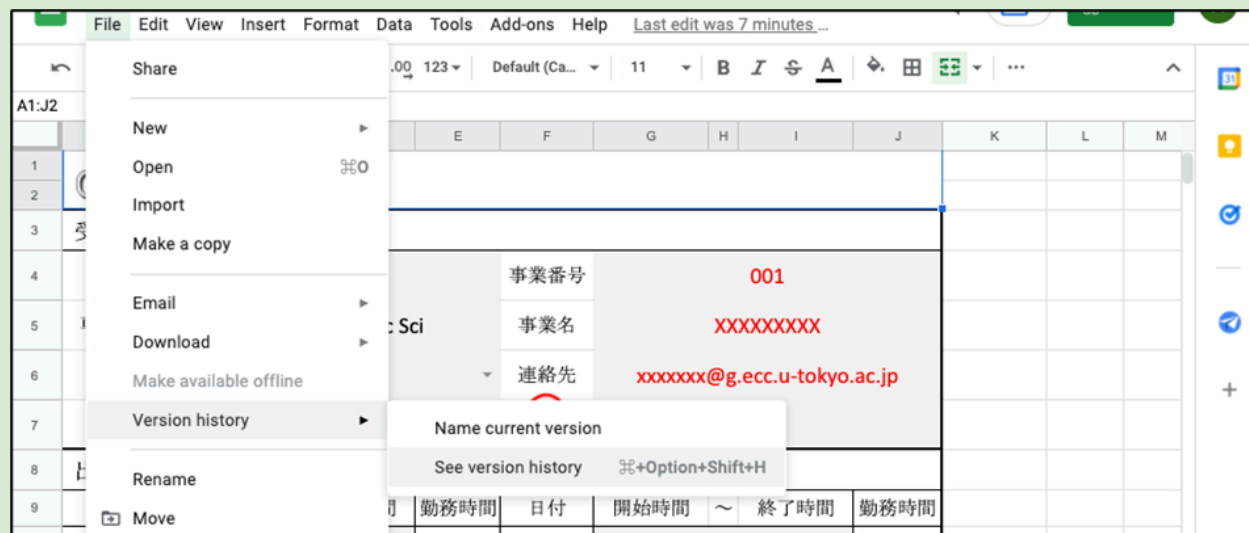 File Edit View Insert Format Data Tools Add-ons Help Last edit was 7 minutes …
.00 123 Default (Ca... 11 B I S A ...
A1:J2
Share
New
Open ⌘O
Import
Make a copy
Email
Download
Make available offline
Version history
Rename
Move
Name current version
See version history ⌘+Option+Shift+H
E F G H I J K L M
1
2
3
4 事業番号 001
5 c Sci 事業名 XXXXXXXXX
6 連絡先 xxxxxxx@g.ecc.u-tokyo.ac.jp
7
8
9 勤務時間 日付 開始時間 ～ 終了時間 勤務時間
31